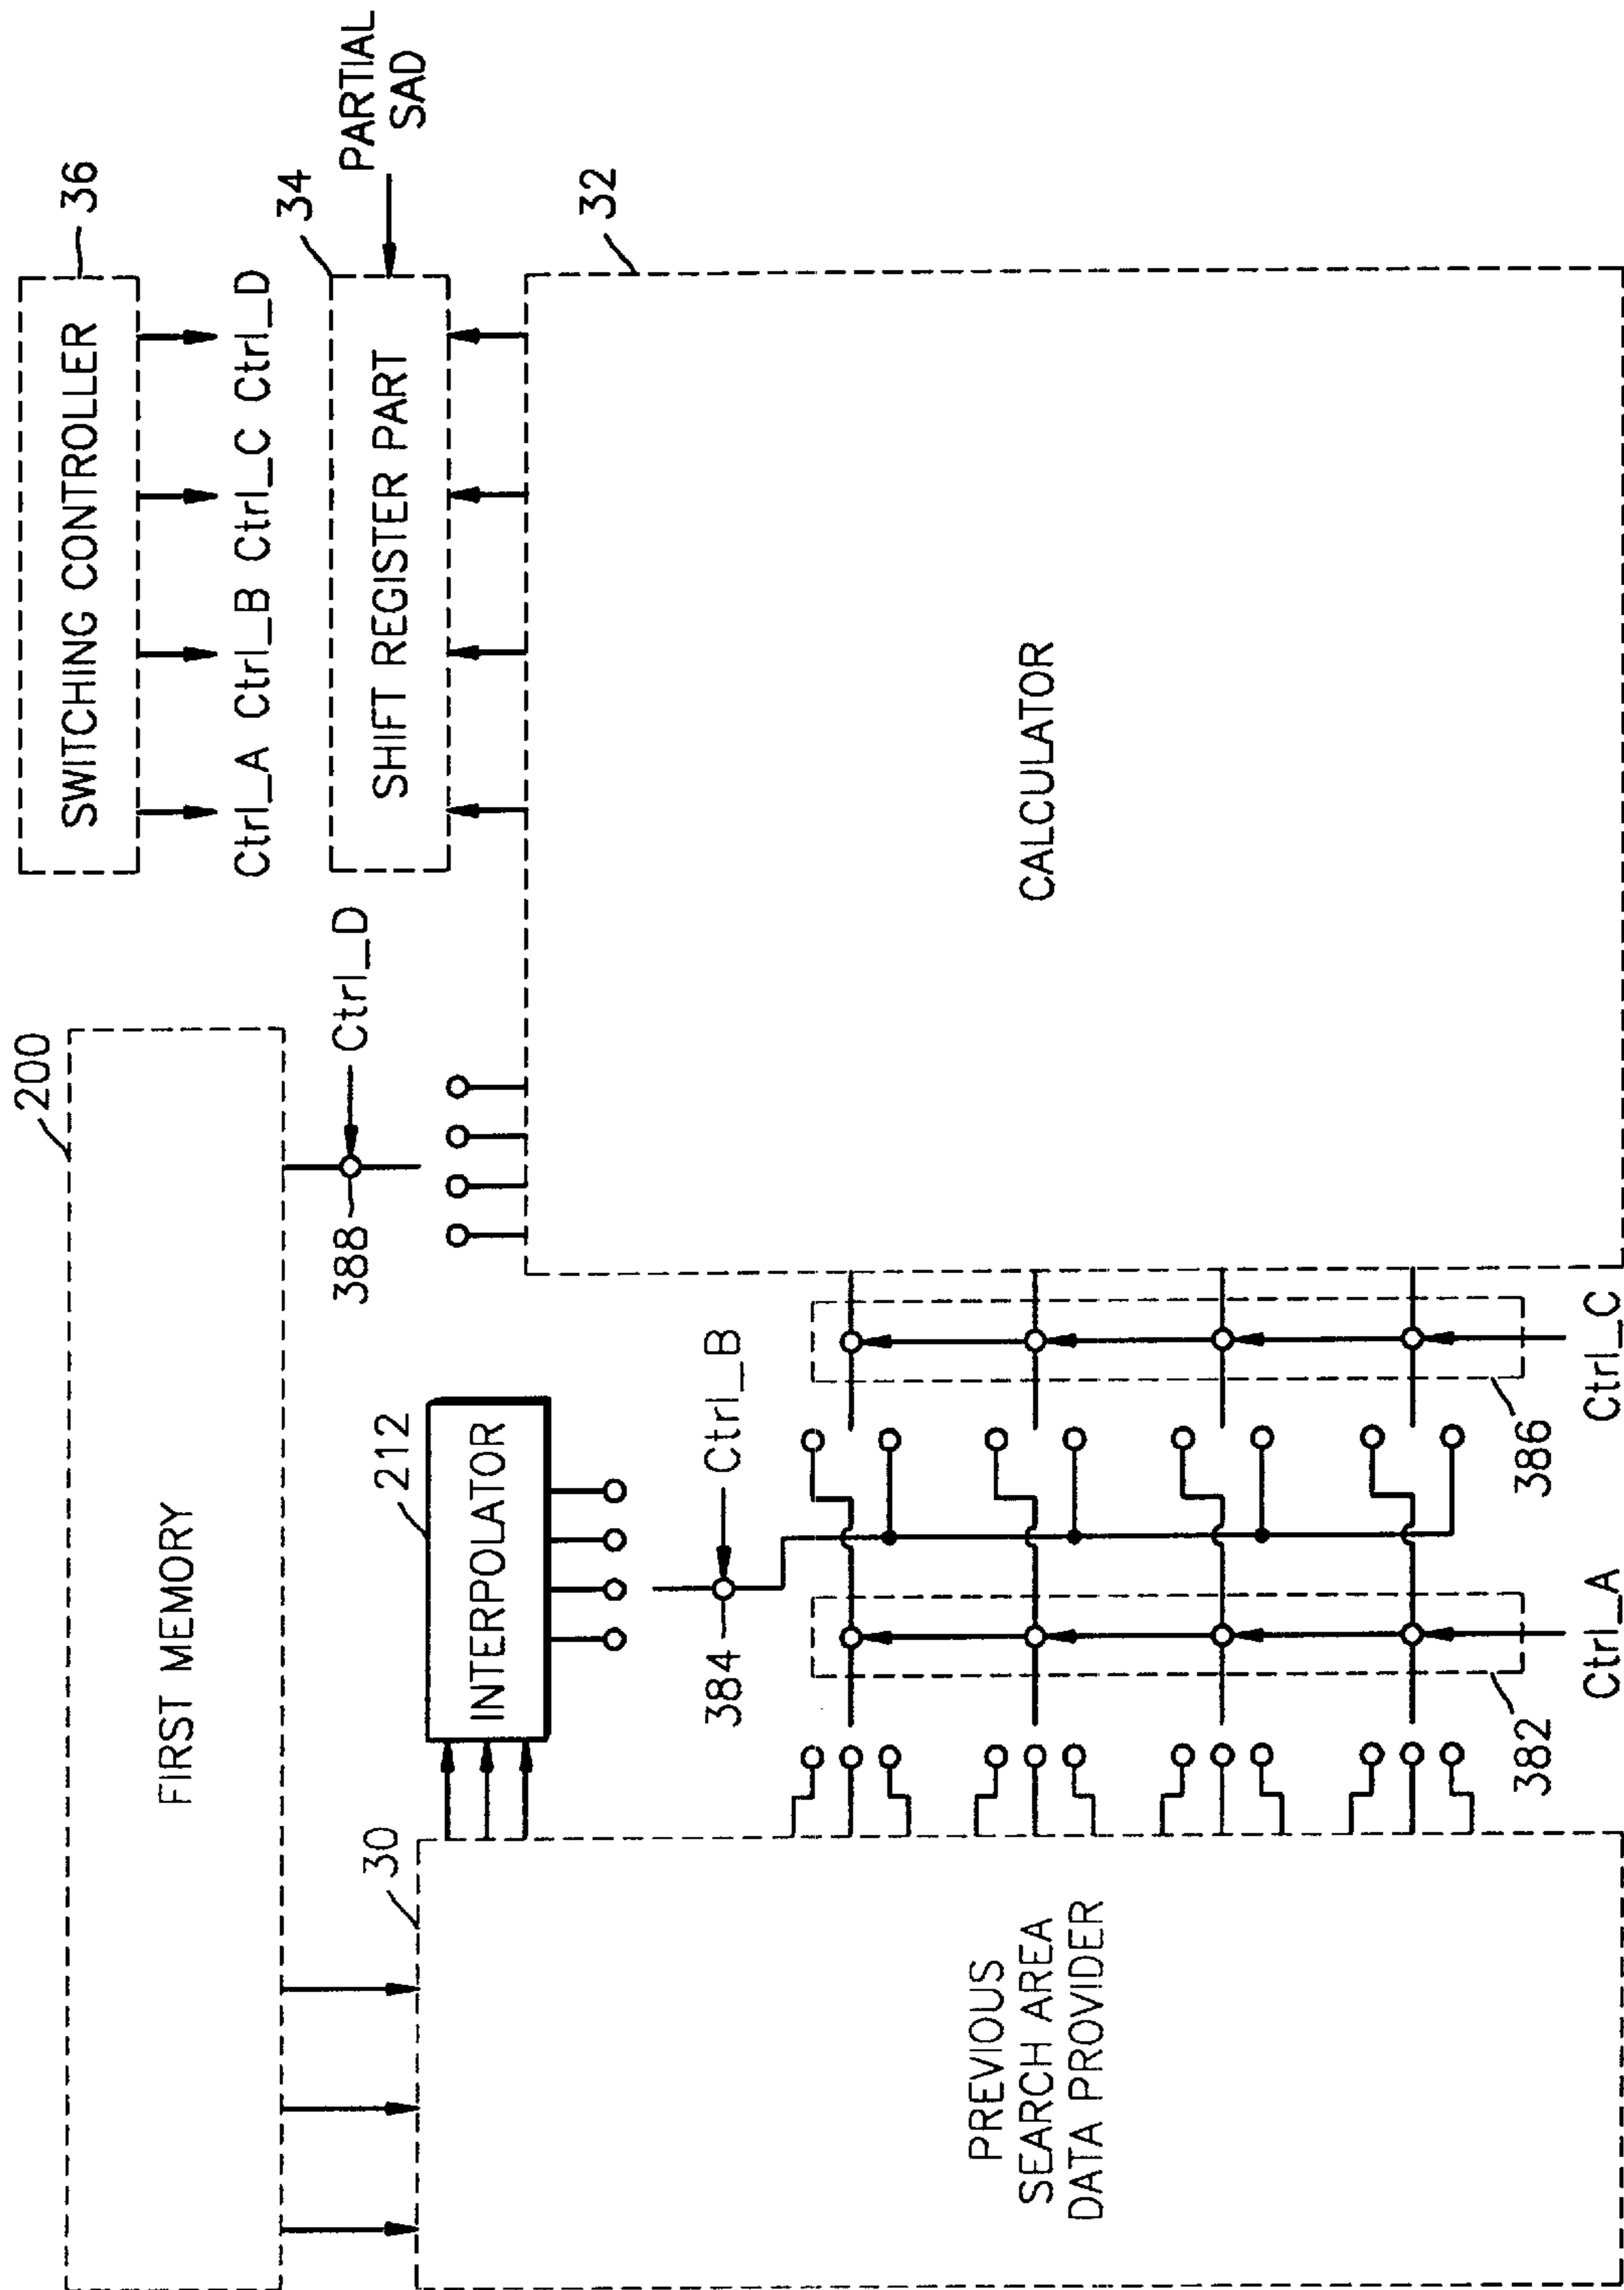 200
FIRST MEMORY
36
SWITCHING CONTROLLER
Ctrl_A Ctrl_B Ctrl_C Ctrl_D
34
SHIFT REGISTER PART
PARTIAL
SAD
388
Ctrl_D
212
INTERPOLATOR
384
Ctrl_B
30
PREVIOUS
SEARCH AREA
DATA PROVIDER
32
CALCULATOR
382
386
Ctrl_A
Ctrl_C